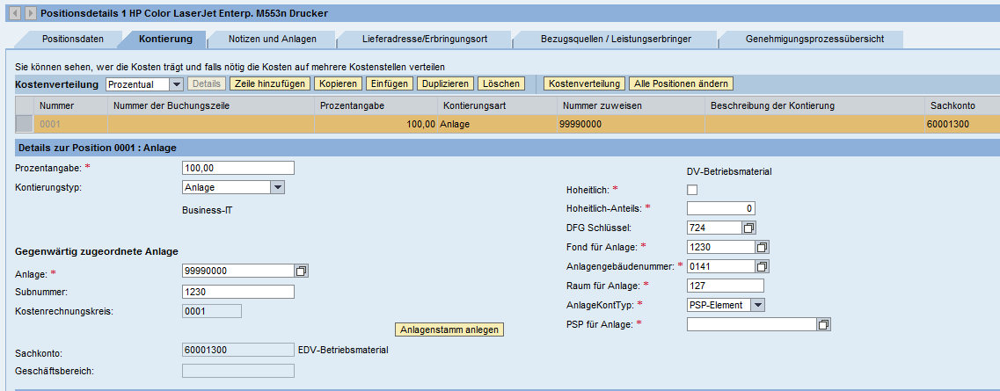 Positionsdetails 1 HP Color LaserJet Enterp. M553n Drucker
Positionsdaten Kontierung Notizen und Anlagen Lieferadresse/Erbringungsort Bezugsquellen / Leistungserbringer Genehmigungsprozessübersicht
Sie können sehen, wer die Kosten trägt und falls nötig die Kosten auf mehrere Kostenstellen verteilen
Kostenverteilung Prozentual Details Zeile hinzufügen Kopieren Einfügen Duplizieren Löschen Kostenverteilung Alle Positionen ändern
Nummer Nummer der Buchungszeile Prozentangabe Kontierungsart Nummer zuweisen Beschreibung der Kontierung Sachkonto
0001 100,00 Anlage 99990000 60001300
Details zur Position 0001 : Anlage
Prozentangabe: * 100,00
Kontierungstyp: Anlage
Business-IT
Gegenwärtig zugeordnete Anlage
Anlage: * 99990000
Subnummer: 1230
Kostenrechnungskreis: 0001
Anlagenstamm anlegen
Sachkonto: 60001300 EDV-Betriebsmaterial
Geschäftsbereich:
DV-Betriebsmaterial
Hoheitlich: *
Hoheitlich-Anteils: * 0
DFG Schlüssel: 724
Fond für Anlage: * 1230
Anlagengebäudenummer: * 0141
Raum für Anlage: * 127
AnlageKontTyp: * PSP-Element
PSP für Anlage: *